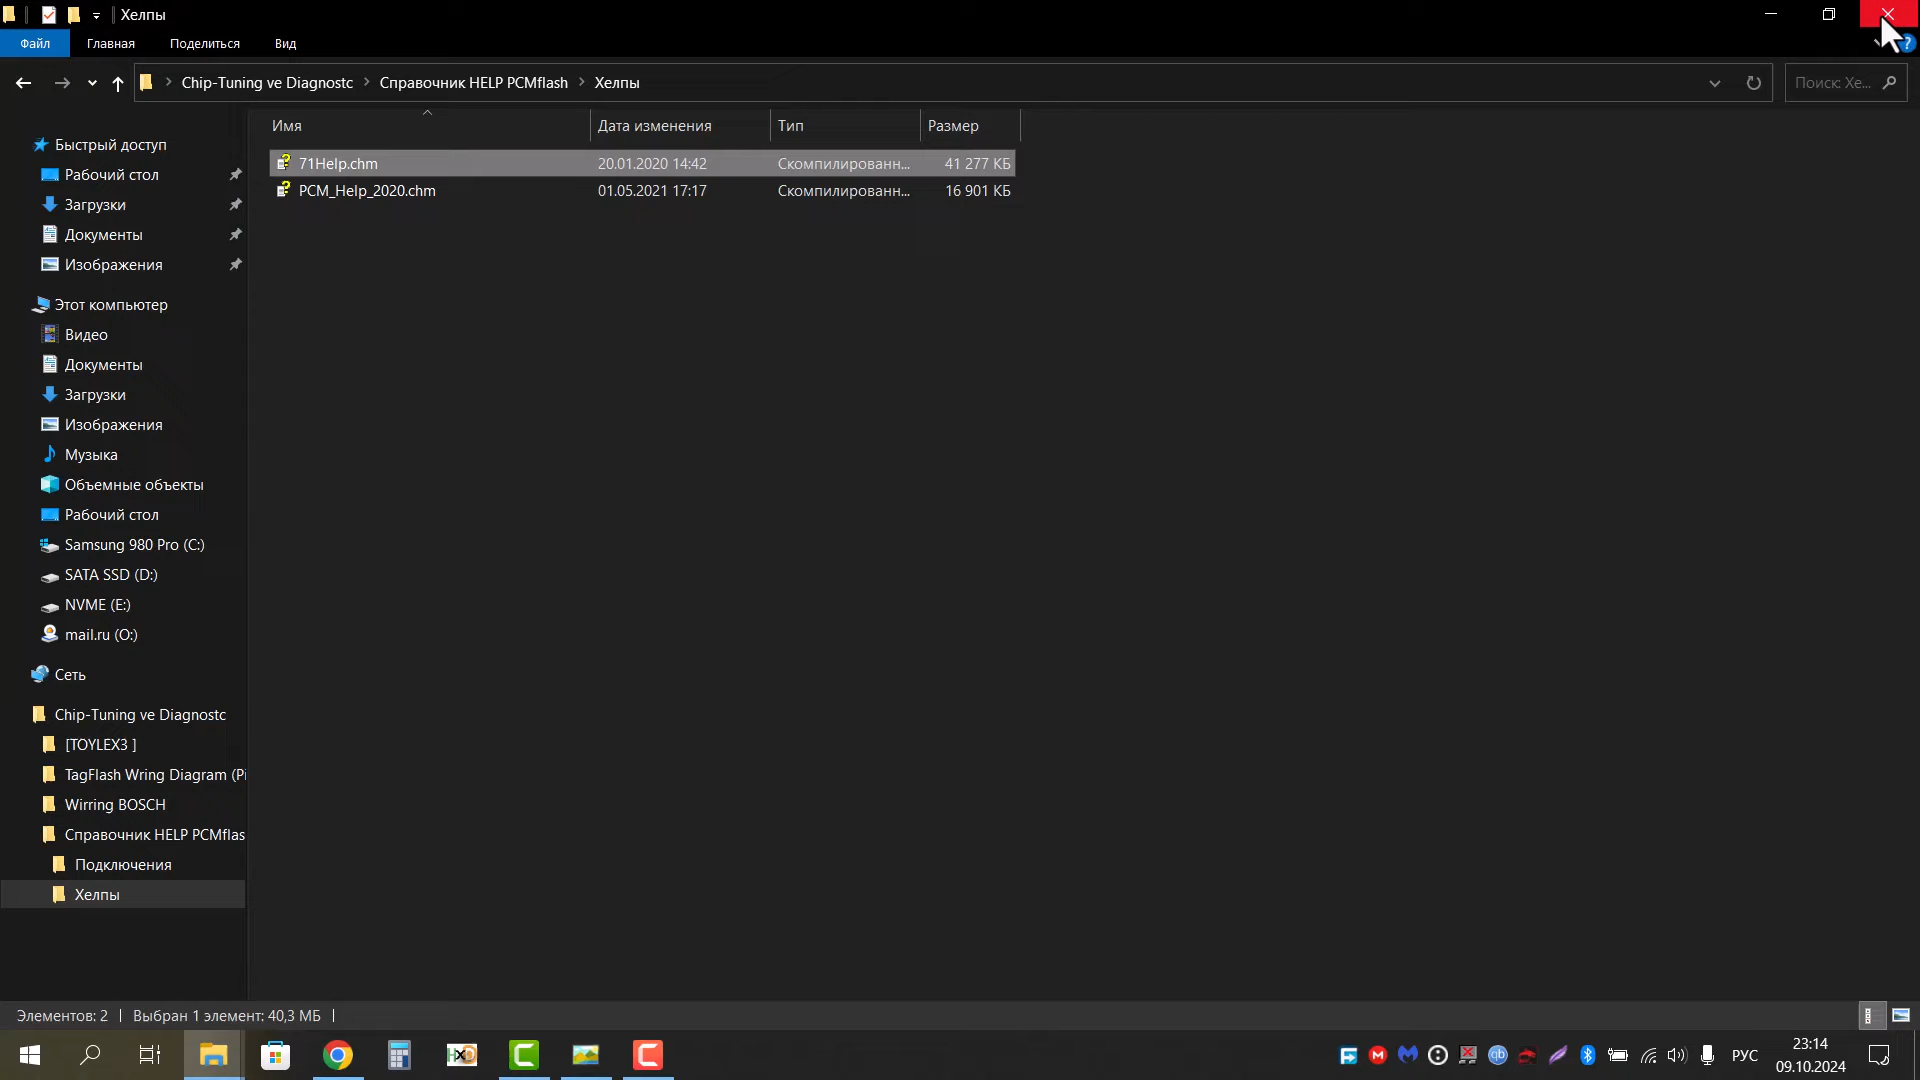 Хелпы
Файл
Главная
Поделиться
Вид
Chip-Tuning ve Diagnostc
Справочник HELP PCMflash
Хелпы
Поиск: Хе...
Имя
Дата изменения
Тип
Размер
71Help.chm
20.01.2020 14:42
Скомпилированн...
41 277 КБ
PCM_Help_2020.chm
01.05.2021 17:17
Скомпилированн...
16 901 КБ
Быстрый доступ
Рабочий стол
Загрузки
Документы
Изображения
Этот компьютер
Видео
Документы
Загрузки
Изображения
Музыка
Объемные объекты
Рабочий стол
Samsung 980 Pro (C:)
SATA SSD (D:)
NVME (E:)
mail.ru (O:)
Сеть
Chip-Tuning ve Diagnostc
[TOYLEX3 ]
TagFlash Wring Diagram (Pi
Wirring BOSCH
Справочник HELP PCMflas
Подключения
Хелпы
Элементов: 2
Выбран 1 элемент: 40,3 МБ
РУС
23:14
09.10.2024